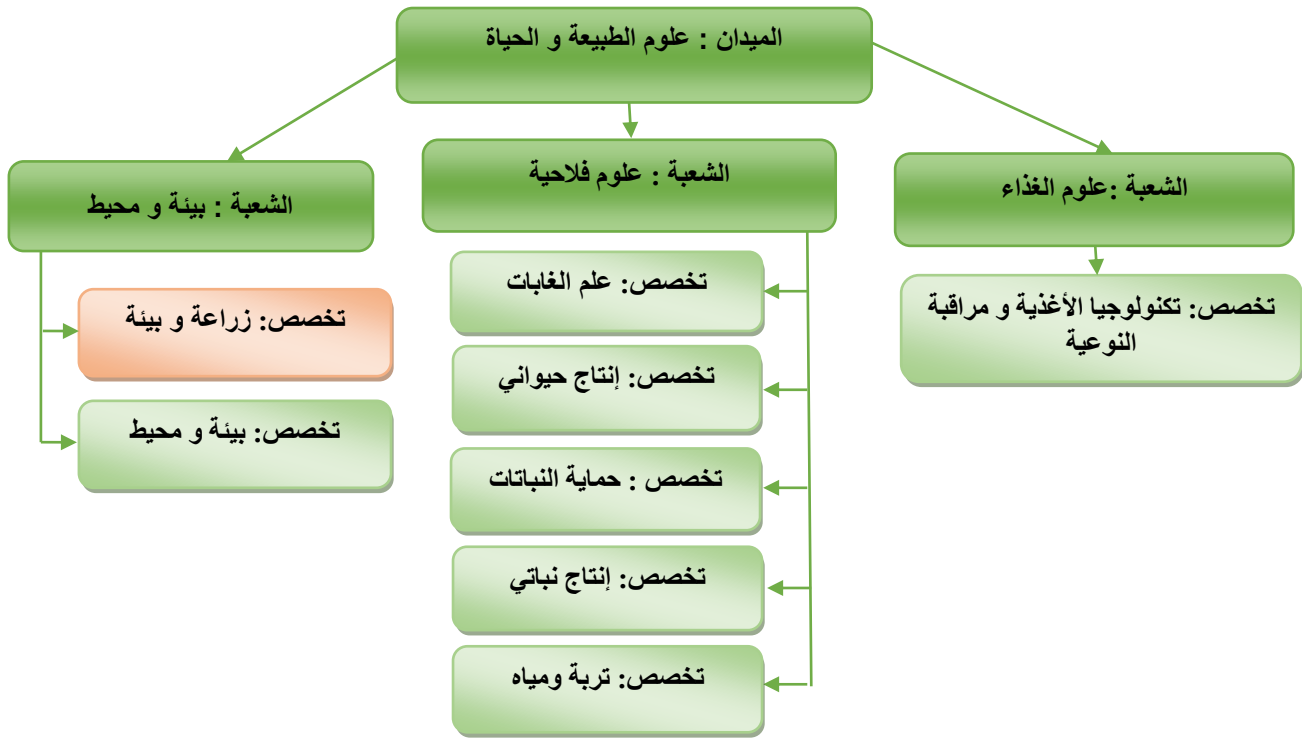 الميدان : علوم الطبيعة و الحياة
الشعبة :علوم الغذاء
تخصص: تكنولوجيا الأغذية و مراقبة
النوعية
الشعبة : علوم فلاحية
تخصص: علم الغابات
تخصص: إنتاج حيواني
تخصص : حماية النباتات
تخصص: إنتاج نباتي
تخصص: تربة ومياه
الشعبة : بيئة و محيط
تخصص: زراعة و بيئة
تخصص: بيئة و محيط